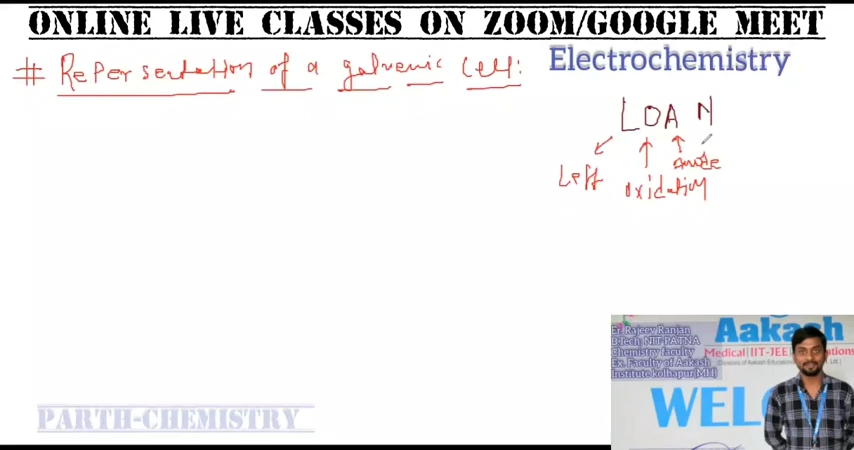 ONLINE LIVE CLASSES ON ZOOM/GOOGLE MEET
# RePersentation of a galvenic Cell:
Electrochemistry
LOAN
Left
oxidation
anode
Er. Rajeev Ranjan
B.tech NIT-PATNA
Chemistry faculty
Ex. Faculty of Aakash
Institute kolhapur(MH)
Aakash
Medical IIT-JEE
WEL
PARTH-CHEMISTRY